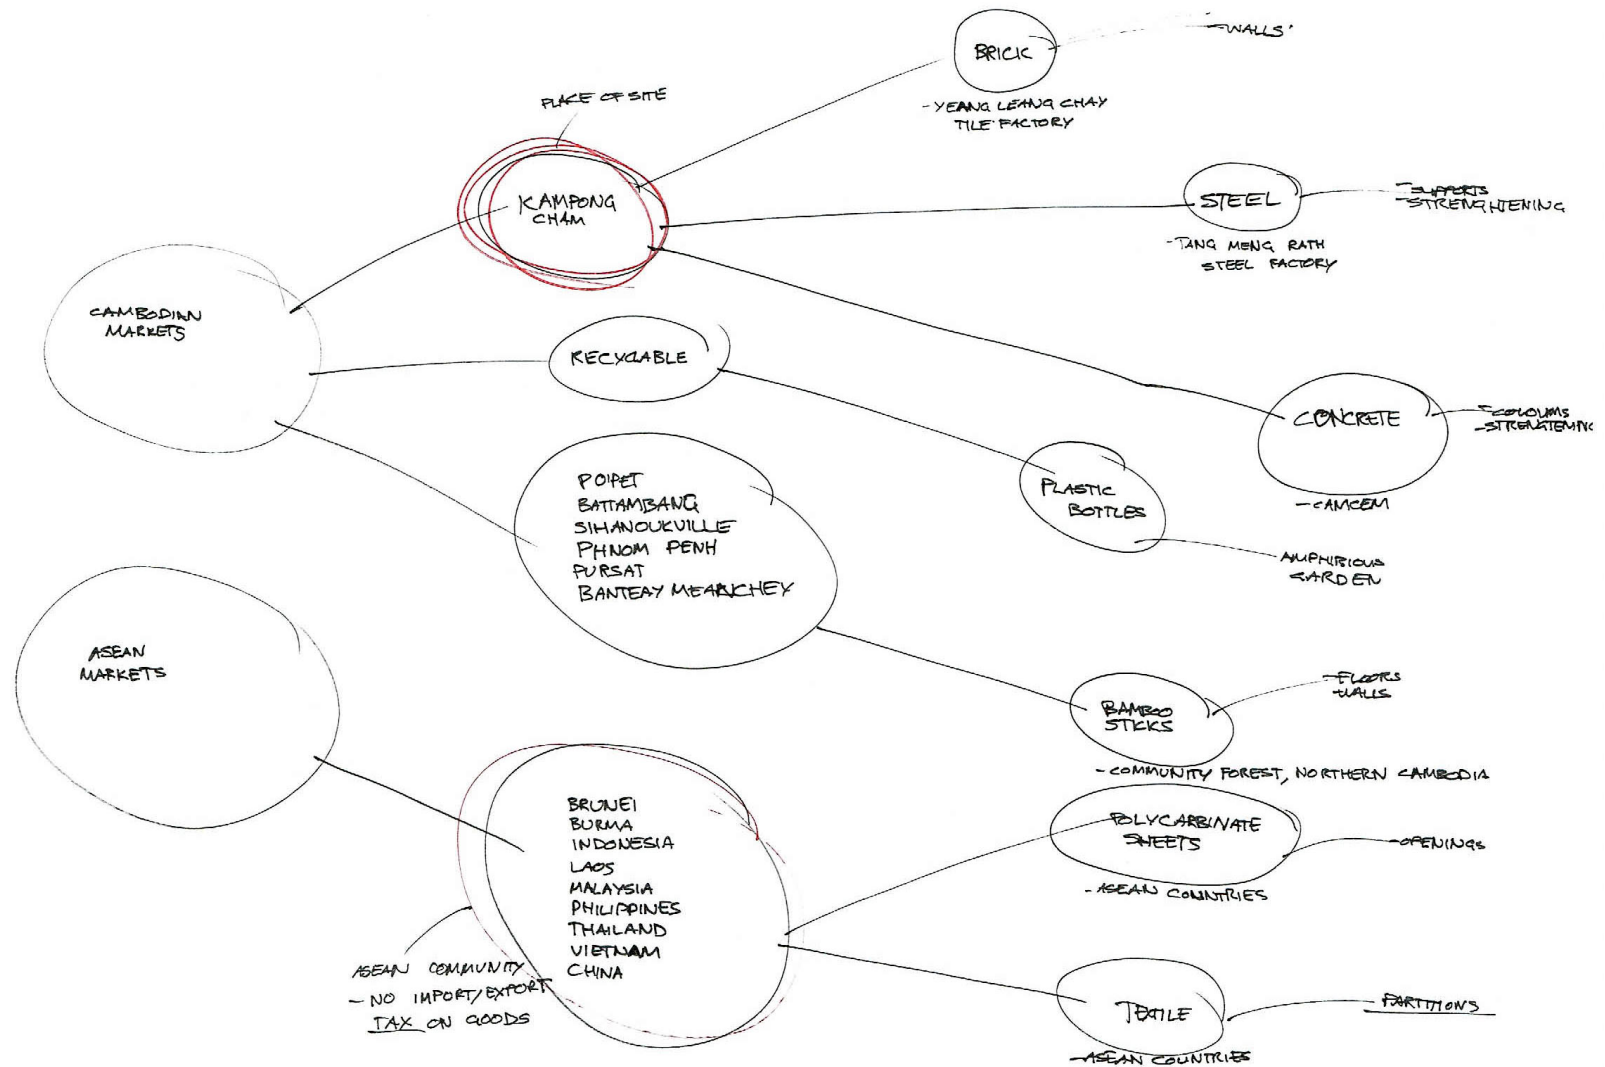 -WALLS
BRICK
PLACE OF SITE
-YEANG LEANG CHAY
TILE FACTORY
KAMPONG
CHAM
STEEL
-SUPPORTS
-STRENGHTENING
-TANG MENG RATH
STEEL FACTORY
CAMBODIAN
MARKETS
RECYCLABLE
CONCRETE
-COLOUMS
-STRENGTENING
POIPET
BATTAMBANG
SIHANOUKVILLE
PHNOM PENH
PURSAT
BANTEAY MEANCHEY
PLASTIC
BOTTLES
-CAMCEM
AMPHIBIOUS
GARDEN
ASEAN
MARKETS
-FLOORS
-WALLS
BAMBOO
STICKS
-COMMUNITY FOREST, NORTHERN CAMBODIA
BRUNEI
BURMA
INDONESIA
LAOS
MALAYSIA
PHILIPPINES
THAILAND
VIETNAM
CHINA
POLYCARBINATE
SHEETS
-OPENINGS
-ASEAN COUNTRIES
ASEAN COMMUNITY
- NO IMPORT/EXPORT
TAX ON GOODS
TEXTILE
- PARTITIONS
-ASEAN COUNTRIES